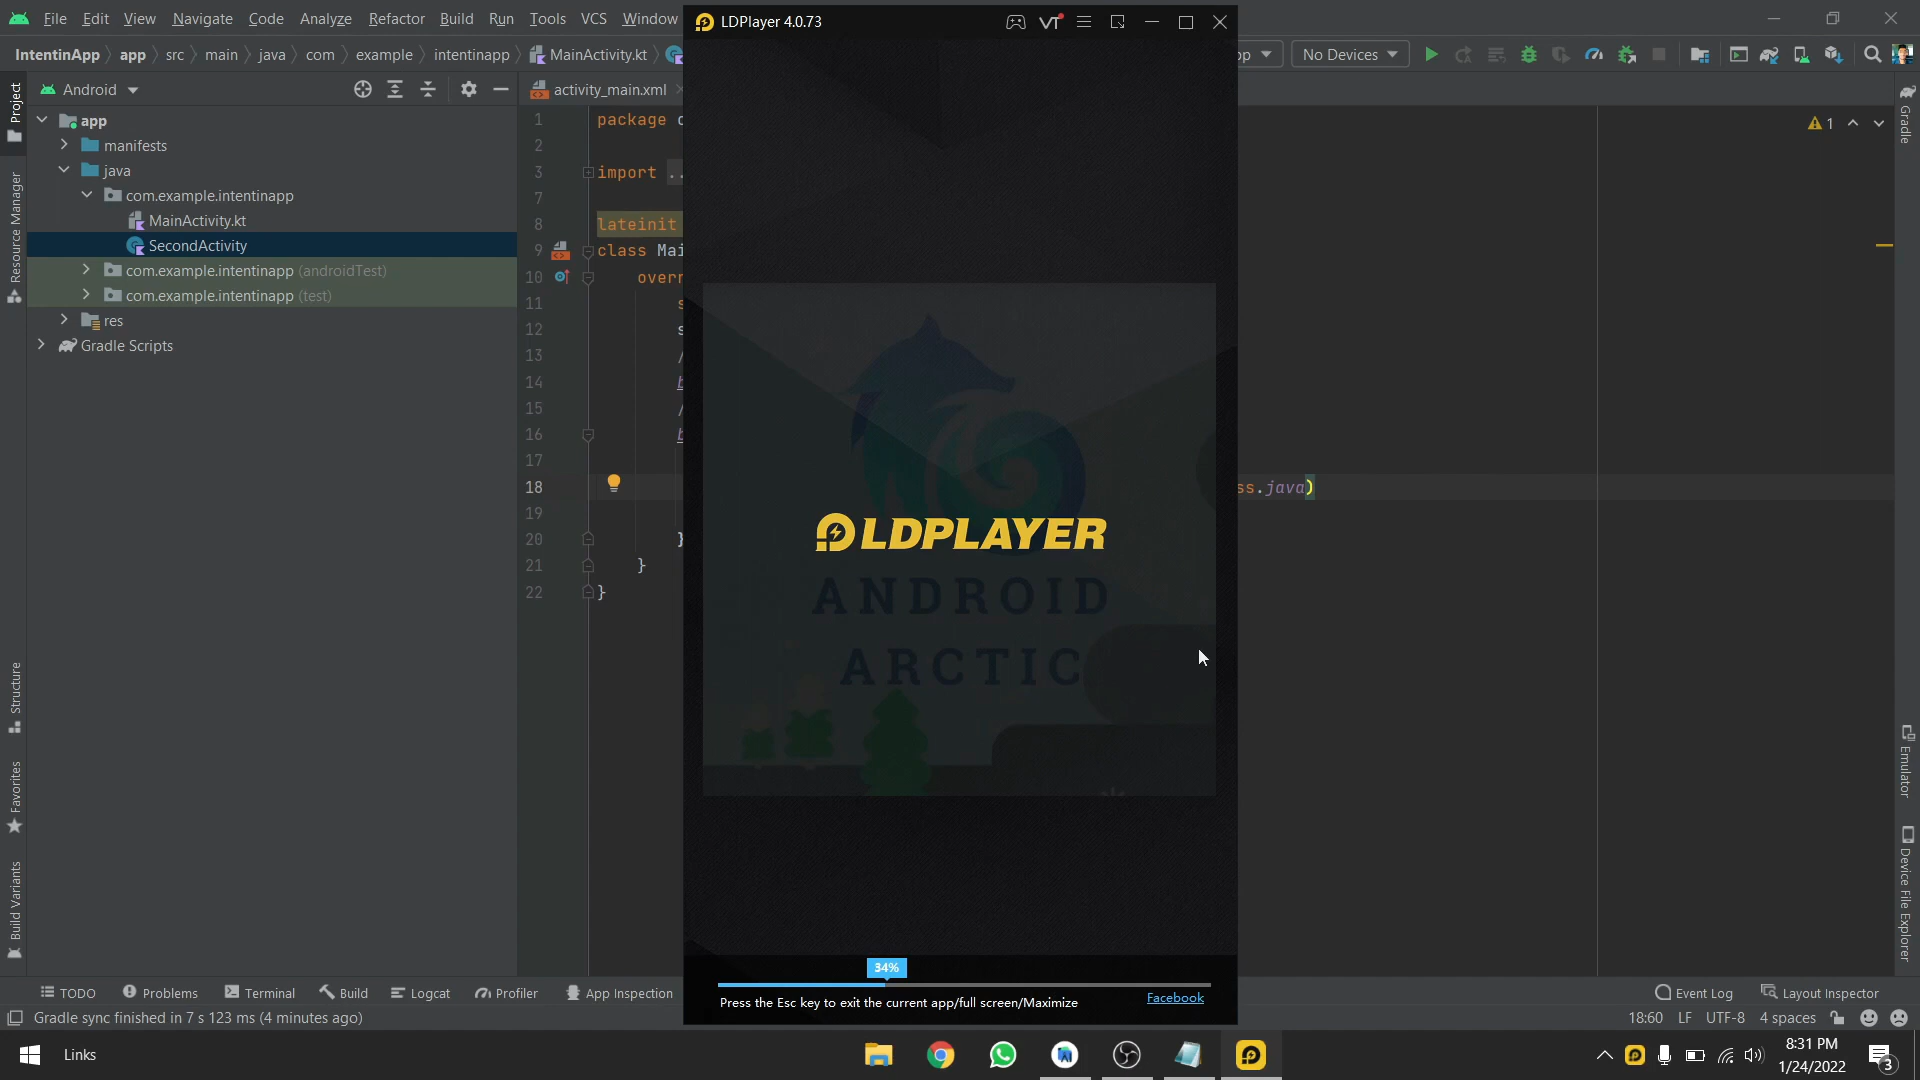 File Edit View Navigate Code Analyze Refactor Build Run Tools VCS Window
LDPlayer 4.0.73
IntentinApp app src main java com example intentinapp MainActivity.kt
No Devices
Project
Android
activity_main.xml
app
manifests
java
com.example.intentinapp
MainActivity.kt
SecondActivity
com.example.intentinapp (androidTest)
com.example.intentinapp (test)
res
Gradle Scripts
Resource Manager
Structure
Favorites
Build Variants
1 package
2
3 import ..
7
8 lateinit
9 class Mai
10 overr
11 s
12 s
13 /
14 b
15 /
16 b
17
18 ss.java)
19
20 }
21 }
22 }
1
Gradle
Emulator
Device File Explorer
LDPLAYER
ANDROID
ARCTIC
34%
Press the Esc key to exit the current app/full screen/Maximize
Facebook
TODO Problems Terminal Build Logcat Profiler App Inspection
Event Log Layout Inspector
Gradle sync finished in 7 s 123 ms (4 minutes ago)
18:60 LF UTF-8 4 spaces
Links
8:31 PM
1/24/2022
3